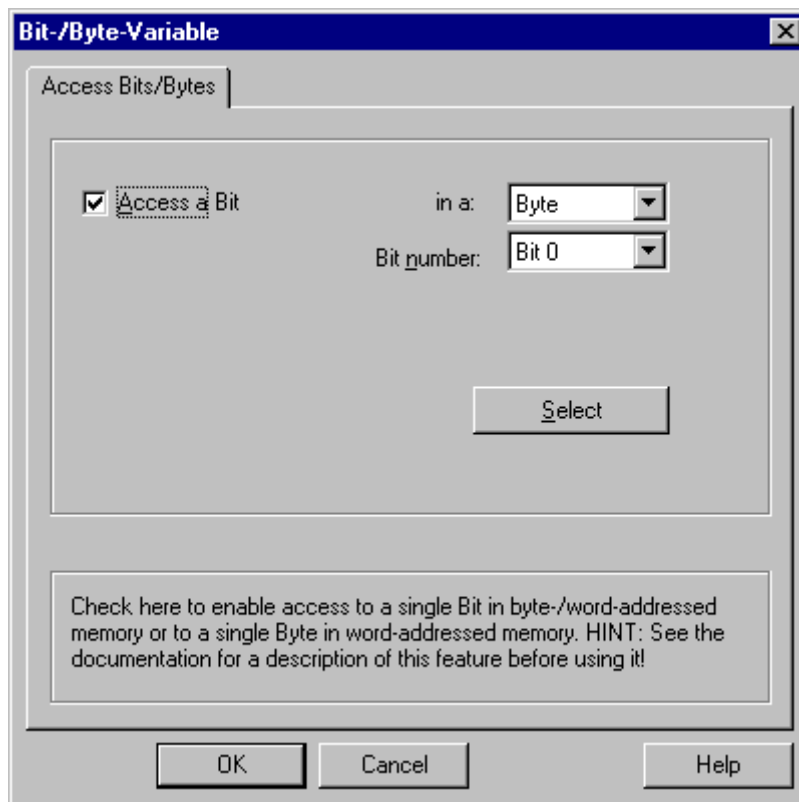 Bit-/Byte-Variable
Access Bits/Bytes
Access a Bit
in a:
Byte
Bit number:
Bit 0
Select
Check here to enable access to a single Bit in byte-/word-addressed
memory or to a single Byte in word-addressed memory. HINT: See the
documentation for a description of this feature before using it!
OK
Cancel
Help